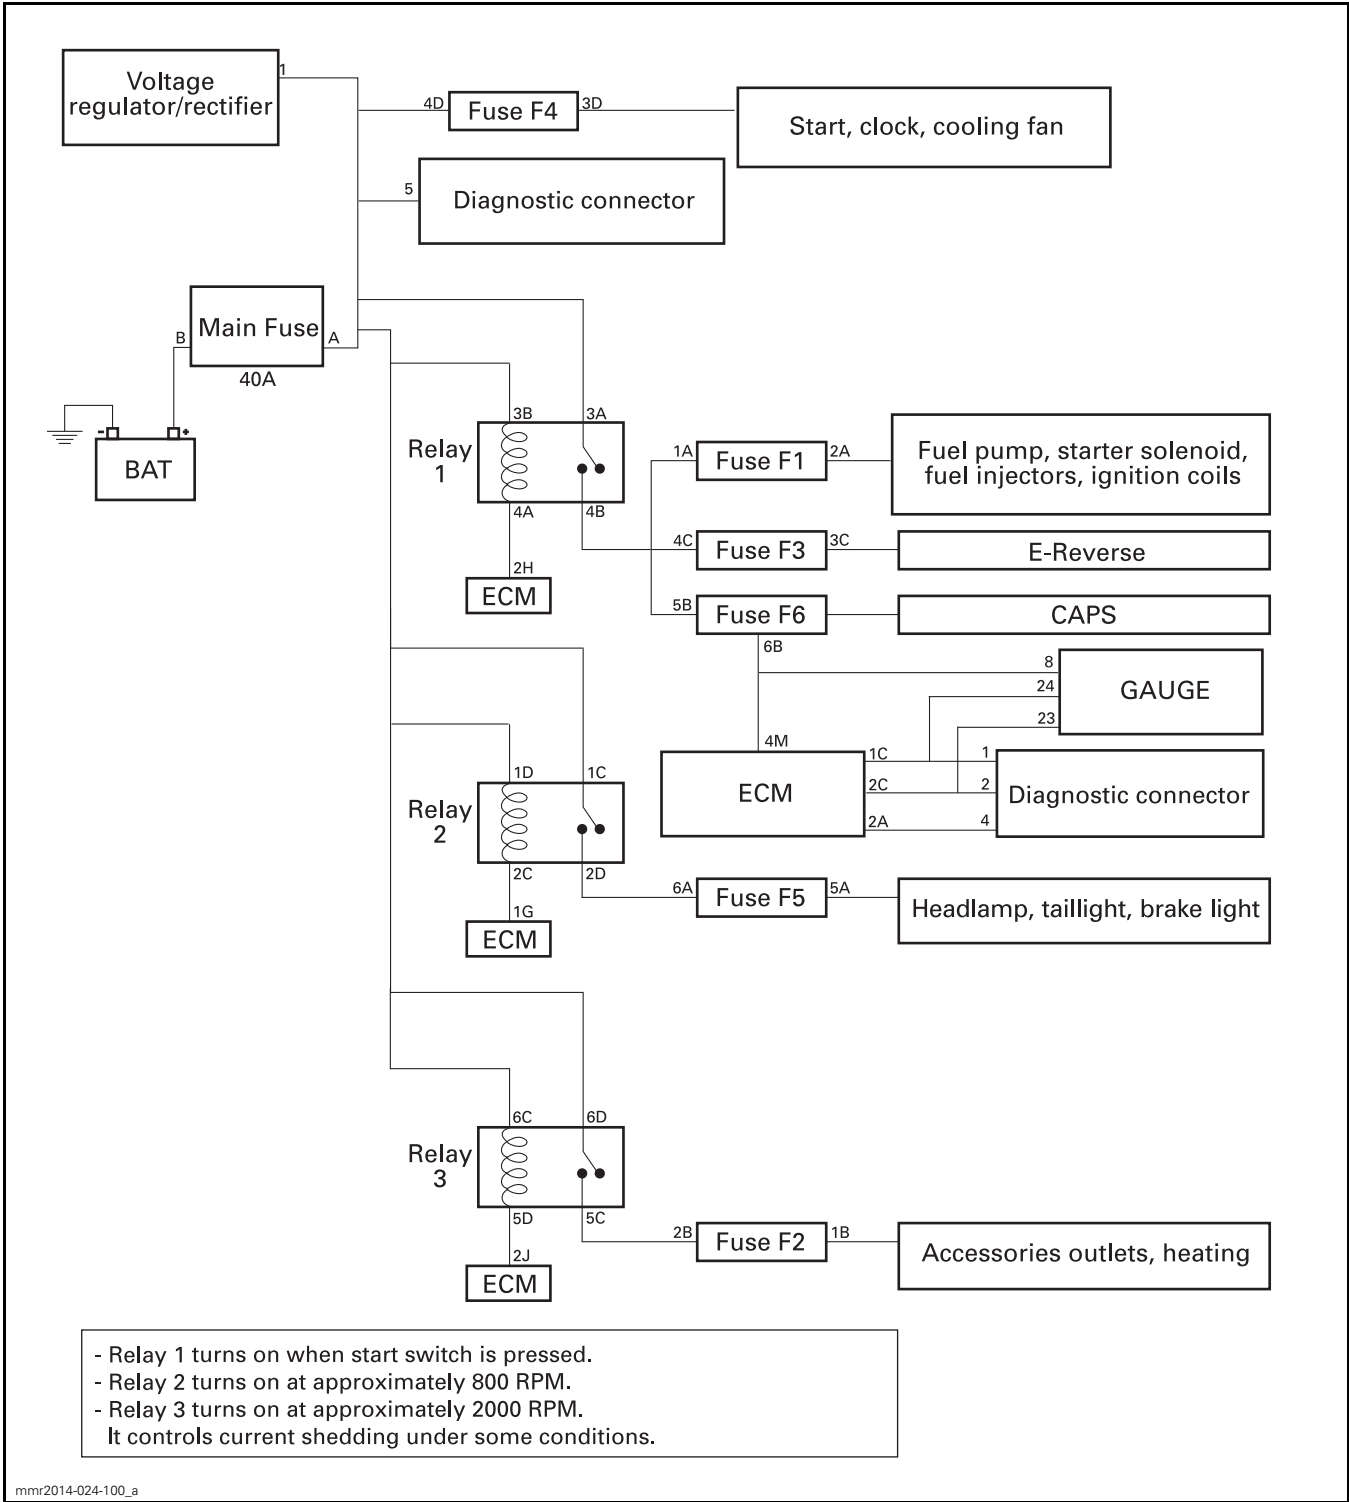 Voltage
regulator/rectifier
1
4D
Fuse F4
3D
Start, clock, cooling fan
5
Diagnostic connector
B
Main Fuse
A
40A
-
+
BAT
Relay
1
3B
3A
4A
4B
2H
ECM
1A
Fuse F1
2A
Fuel pump, starter solenoid,
fuel injectors, ignition coils
4C
Fuse F3
3C
E-Reverse
5B
Fuse F6
CAPS
6B
8
24
23
GAUGE
4M
ECM
1C
2C
2A
1
2
4
Diagnostic connector
Relay
2
1D
1C
2C
2D
1G
ECM
6A
Fuse F5
5A
Headlamp, taillight, brake light
Relay
3
6C
6D
5D
5C
2J
ECM
2B
Fuse F2
1B
Accessories outlets, heating
- Relay 1 turns on when start switch is pressed.
- Relay 2 turns on at approximately 800 RPM.
- Relay 3 turns on at approximately 2000 RPM.
It controls current shedding under some conditions.
mmr2014-024-100_a